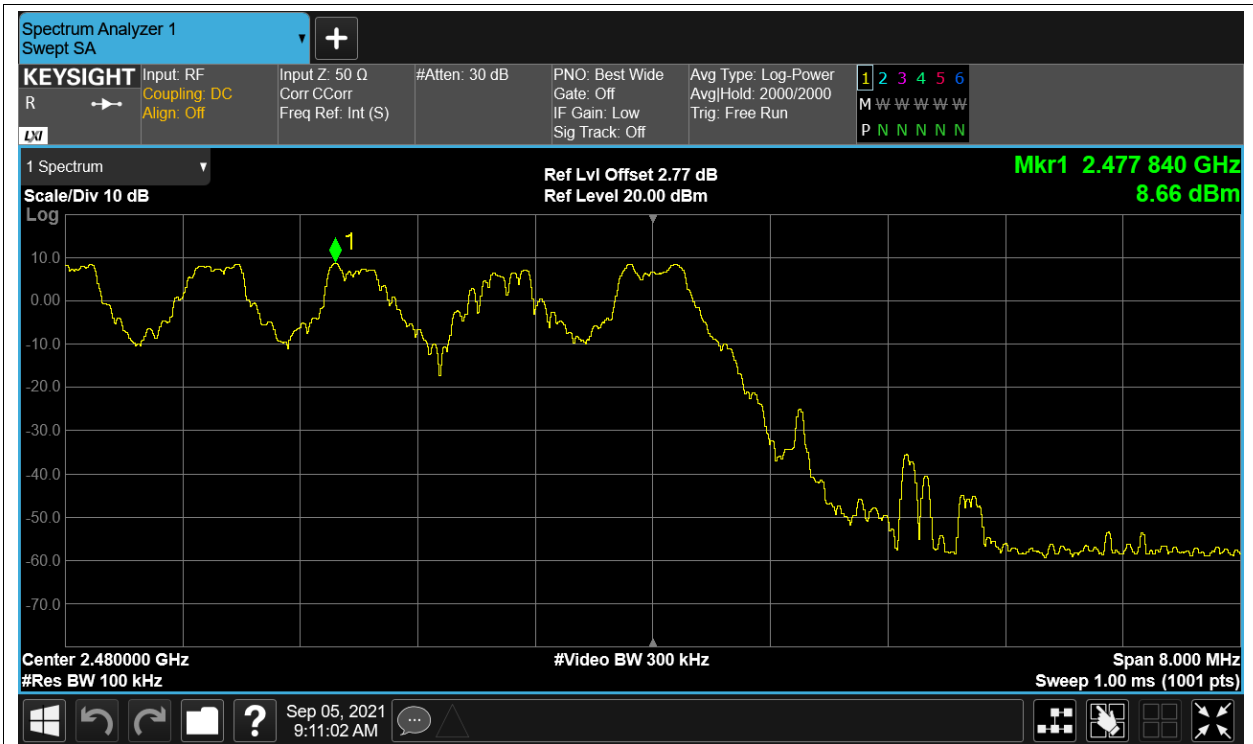 Spectrum Analyzer 1
Swept SA
KEYSIGHT
R
LXI
Input: RF
Coupling: DC
Align: Off
Input Z: 50 Ω
Corr CCorr
Freq Ref: Int (S)
#Atten: 30 dB
PNO: Best Wide
Gate: Off
IF Gain: Low
Sig Track: Off
Avg Type: Log-Power
Avg|Hold: 2000/2000
Trig: Free Run
1 2 3 4 5 6
M W W W W W
P N N N N N
1 Spectrum
Scale/Div 10 dB
Log
Ref Lvl Offset 2.77 dB
Ref Level 20.00 dBm
Mkr1 2.477 840 GHz
8.66 dBm
1
10.0
0.00
-10.0
-20.0
-30.0
-40.0
-50.0
-60.0
-70.0
Center 2.480000 GHz
#Res BW 100 kHz
#Video BW 300 kHz
Span 8.000 MHz
Sweep 1.00 ms (1001 pts)
?
Sep 05, 2021
9:11:02 AM